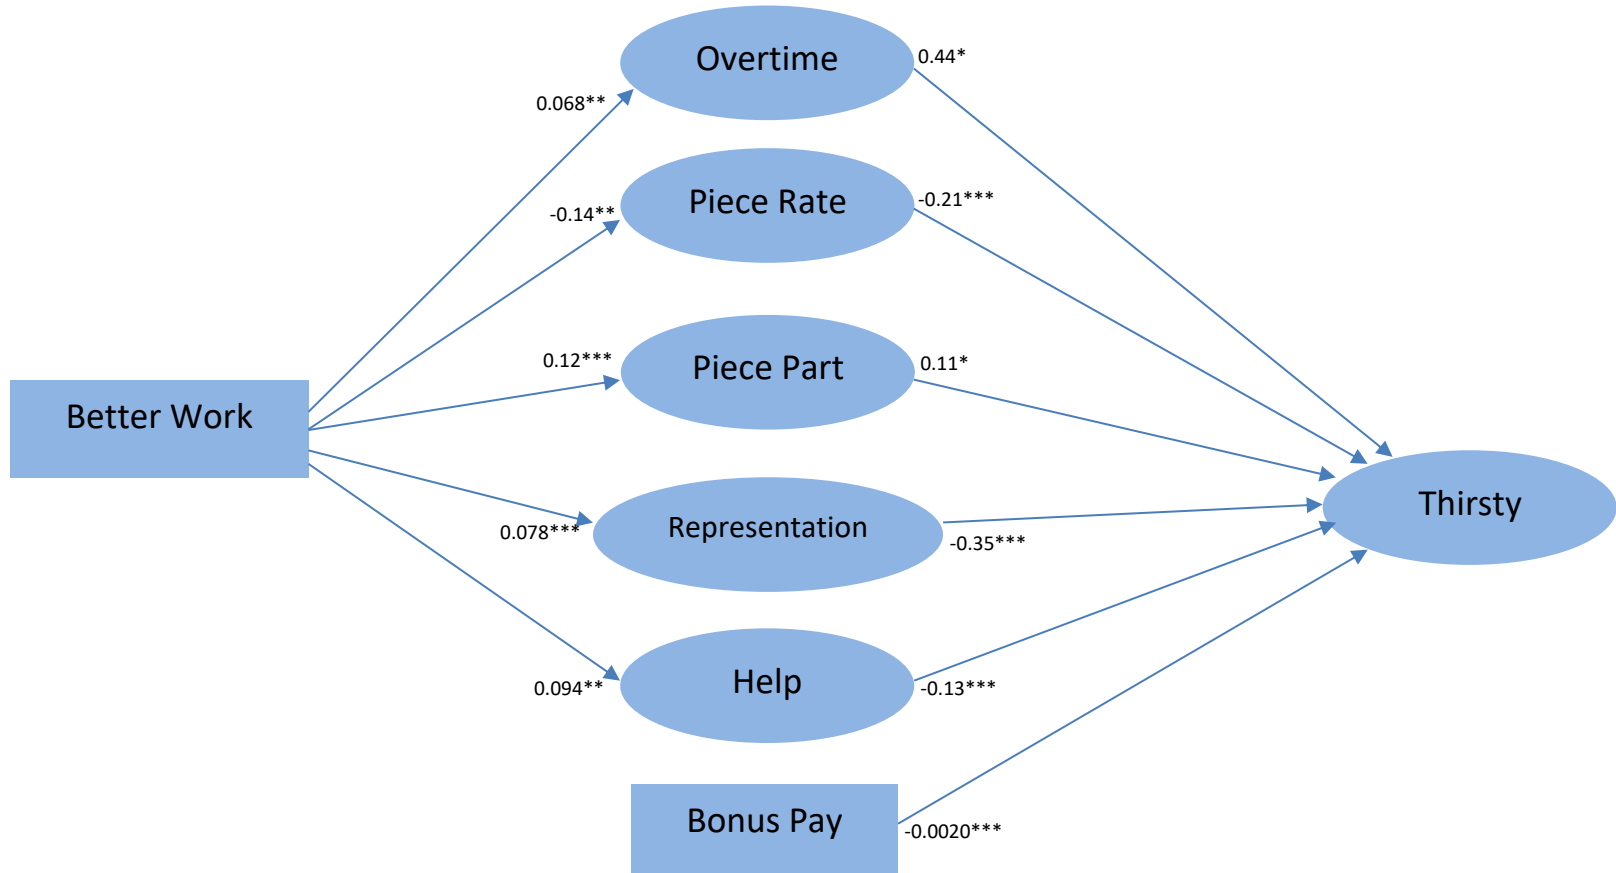 Overtime
0.44*
0.068**
Piece Rate
-0.21***
-0.14**
Piece Part
0.12***
0.11*
Better Work
Thirsty
Representation
0.078***
-0.35***
Help
0.094**
-0.13***
Bonus Pay
-0.0020***